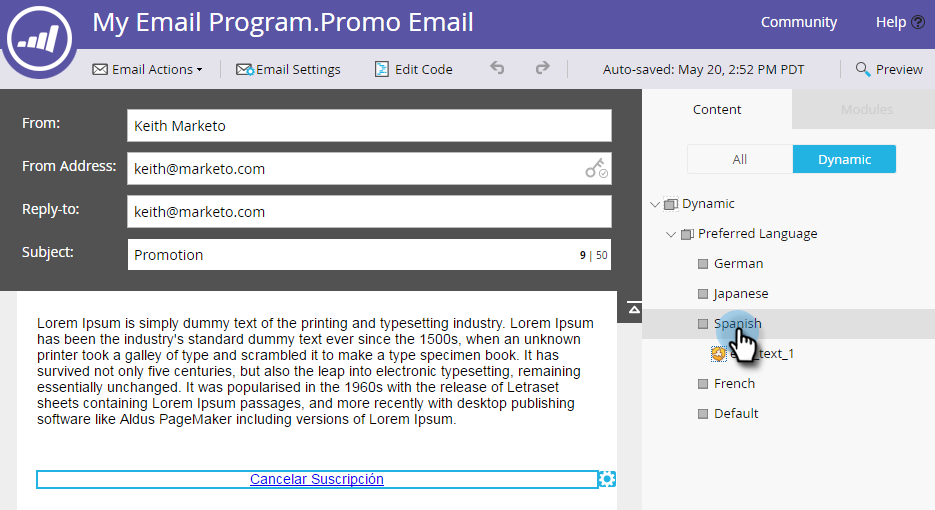 My Email Program.Promo Email
Community
Help
Email Actions
Email Settings
Edit Code
Auto-saved: May 20, 2:52 PM PDT
Preview
From:
Keith Marketo
From Address:
keith@marketo.com
Reply-to:
keith@marketo.com
Subject:
Promotion
9 | 50
Lorem Ipsum is simply dummy text of the printing and typesetting industry. Lorem Ipsum
has been the industry's standard dummy text ever since the 1500s, when an unknown
printer took a galley of type and scrambled it to make a type specimen book. It has
survived not only five centuries, but also the leap into electronic typesetting, remaining
essentially unchanged. It was popularised in the 1960s with the release of Letraset
sheets containing Lorem Ipsum passages, and more recently with desktop publishing
software like Aldus PageMaker including versions of Lorem Ipsum.
Cancelar Suscripción
Content
Modules
All
Dynamic
Dynamic
Preferred Language
German
Japanese
Spanish
French
Default